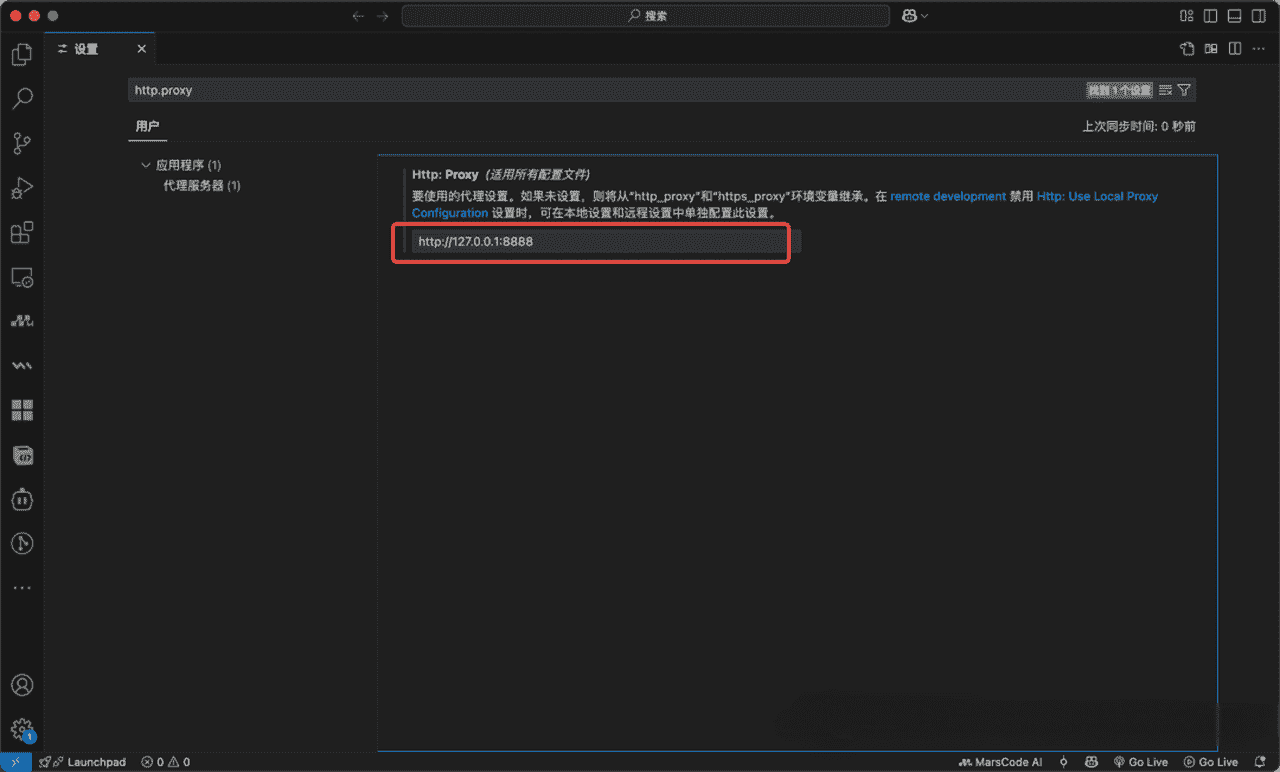 搜索
设置
http.proxy
找到 1 个设置
用户
上次同步时间: 0 秒前
应用程序 (1)
代理服务器 (1)
Http: Proxy (适用所有配置文件)
要使用的代理设置。如果未设置，则将从“http_proxy”和“https_proxy”环境变量继承。在 remote development 禁用 Http: Use Local Proxy
Configuration 设置时，可在本地设置和远程设置中单独配置此设置。
http://127.0.0.1:8888
1
Launchpad 0 0 MarsCode AI Go Live Go Live